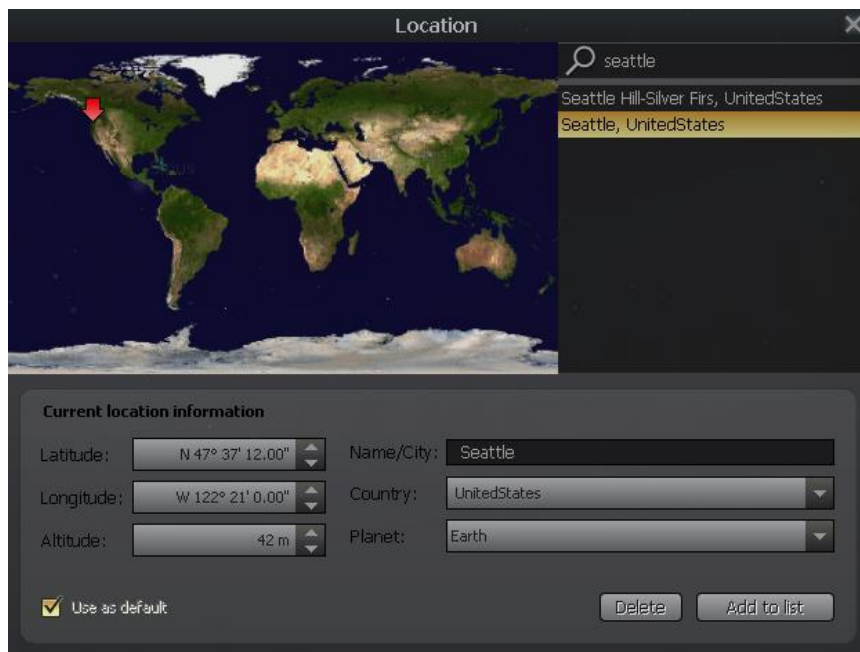 Location
seattle
Seattle Hill-Silver Firs, UnitedStates
Seattle, UnitedStates
Current location information
Latitude: N 47° 37' 12.00" Name/City: Seattle
Longitude: W 122° 21' 0.00" Country: UnitedStates
Altitude: 42 m Planet: Earth
Use as default Delete Add to list